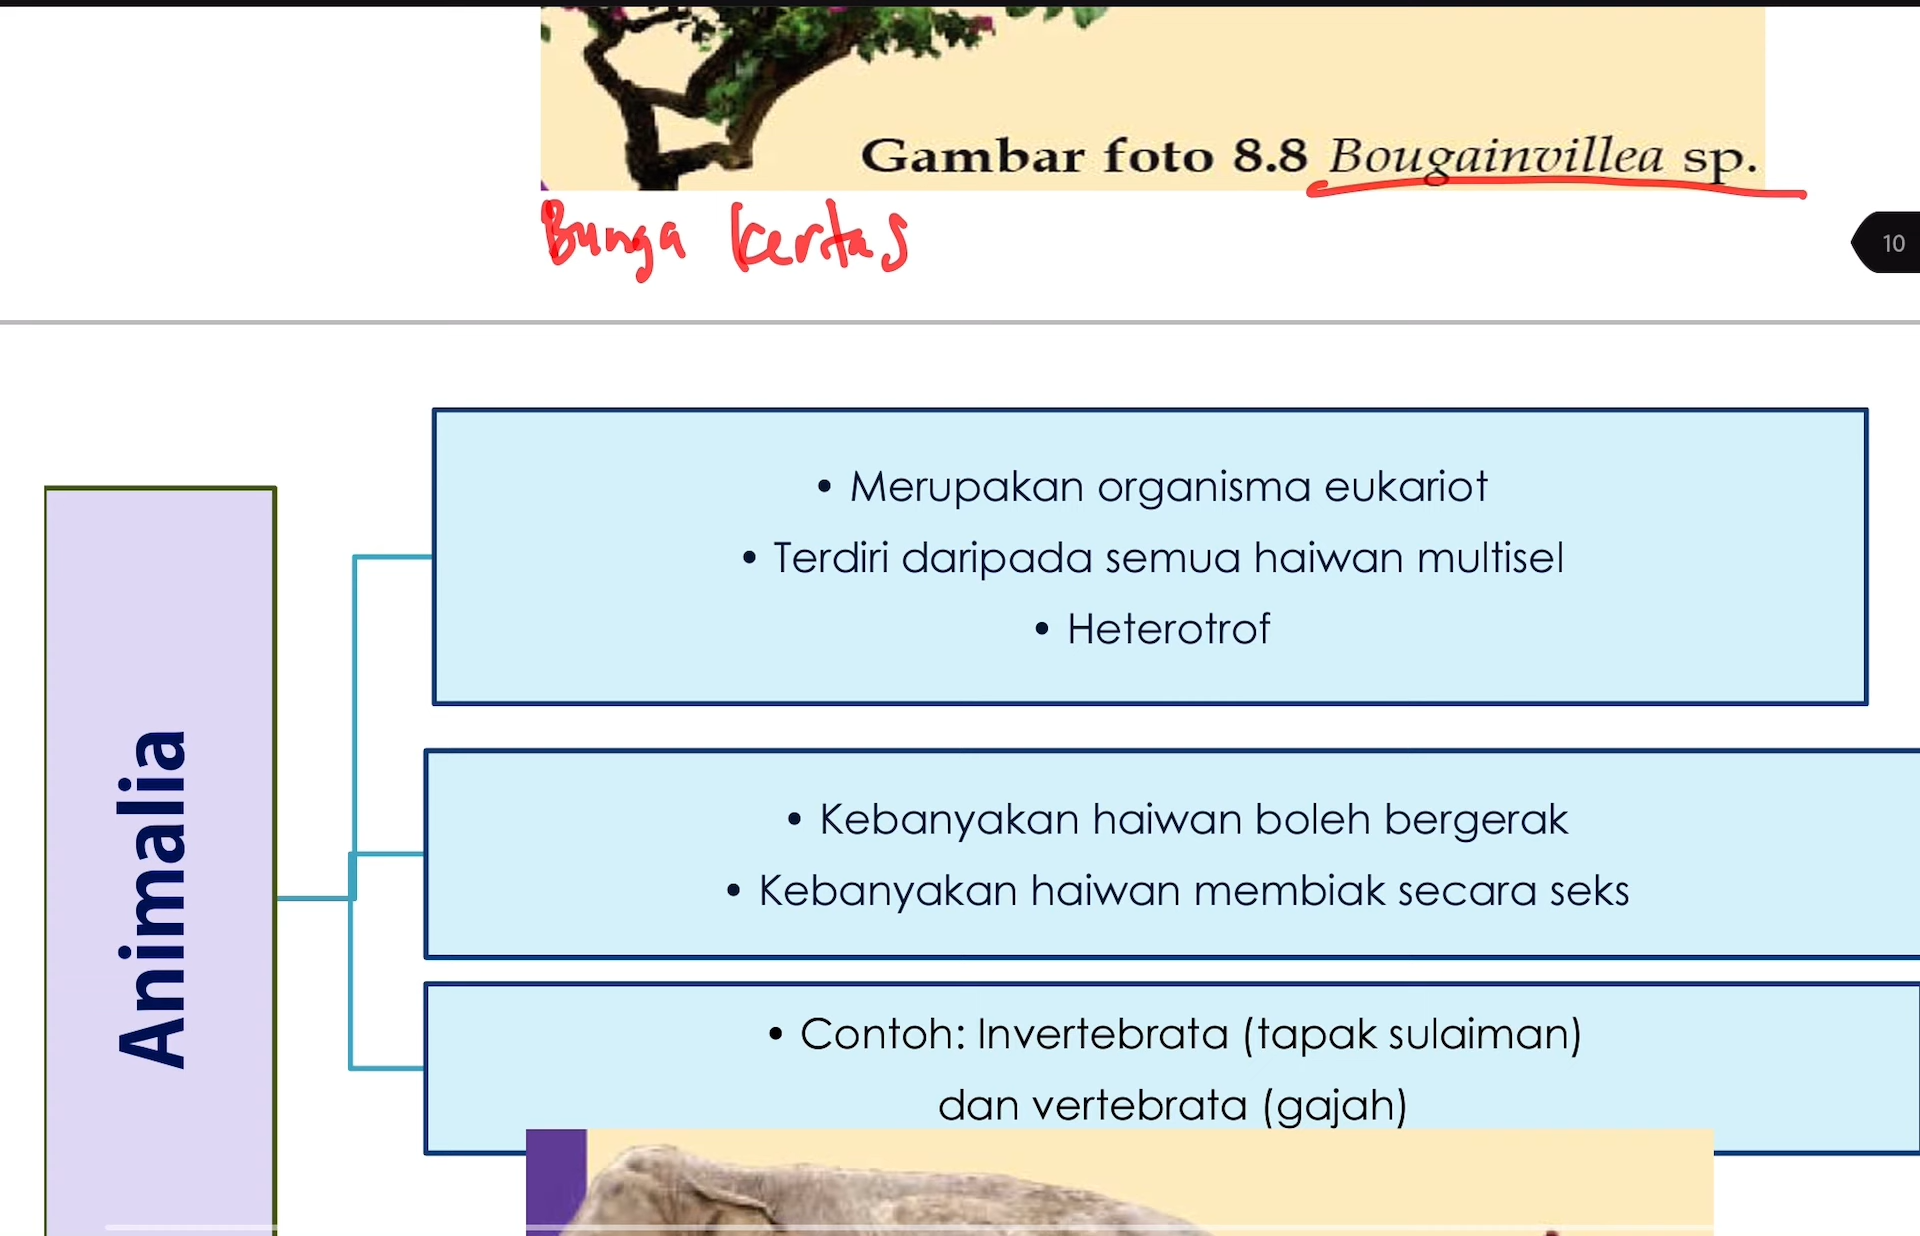 Gambar foto 8.8 Bougainvillea sp.
Bunga kertas
10
Animalia
• Merupakan organisma eukariot
• Terdiri daripada semua haiwan multisel
• Heterotrof
• Kebanyakan haiwan boleh bergerak
• Kebanyakan haiwan membiak secara seks
• Contoh: Invertebrata (tapak sulaiman)
dan vertebrata (gajah)